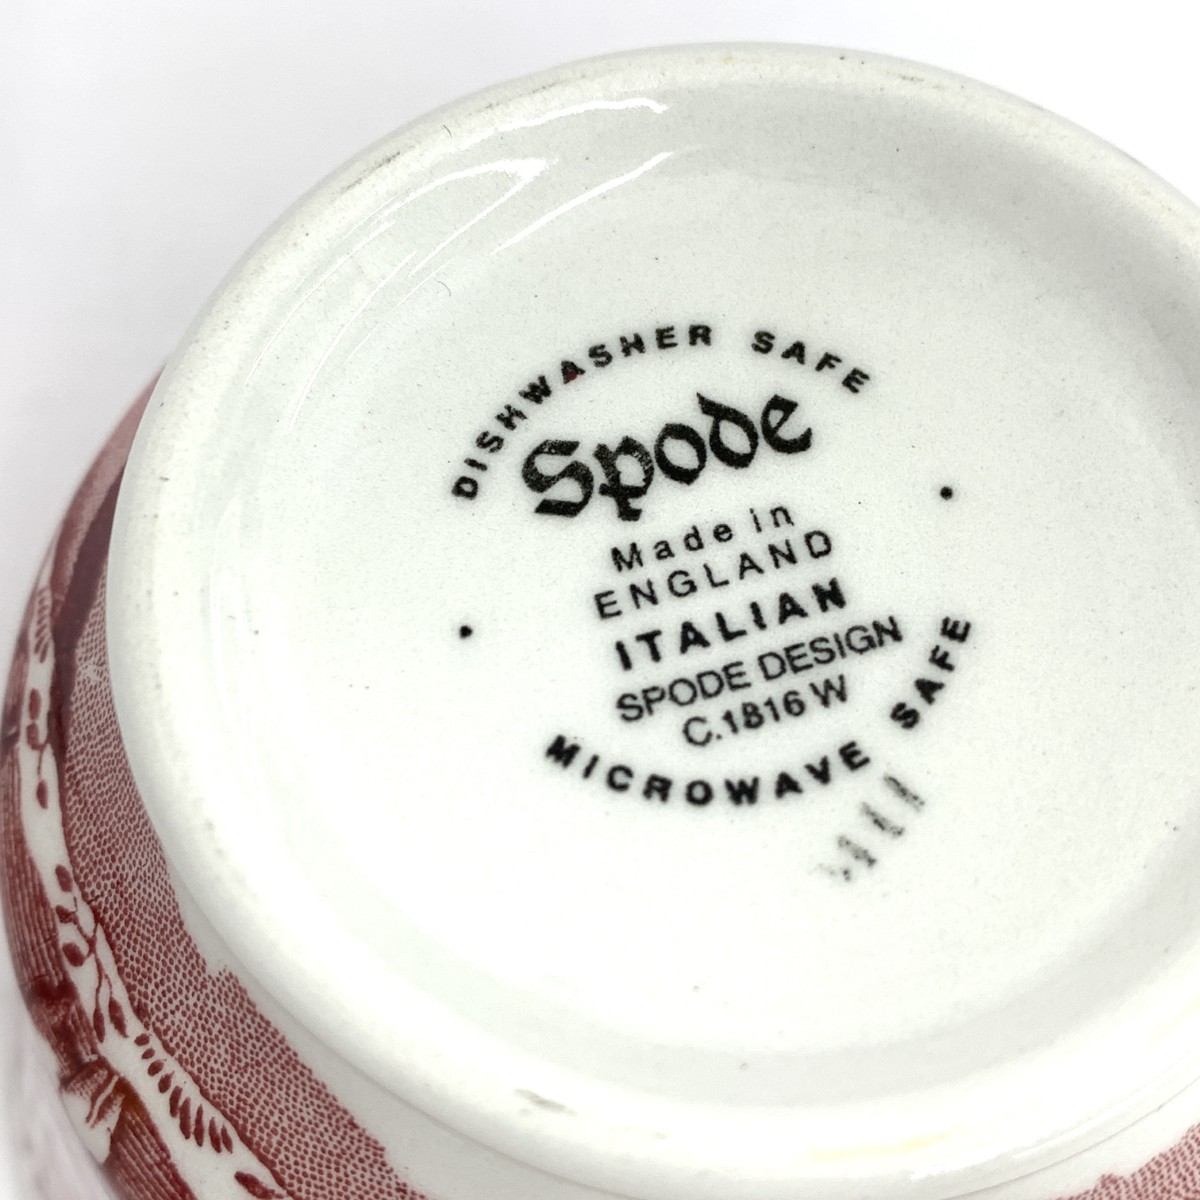 DISHWASHER SAFE
Spode
Made in
ENGLAND
ITALIAN
SPODE DESIGN
C.1816 W
MICROWAVE SAFE